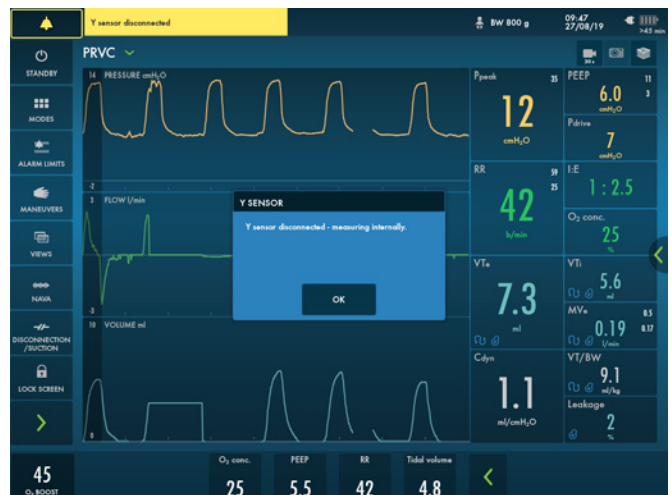 Y sensor disconnected
BW 800 g
09:47
27/08/19
>45 min
STANDBY
MODES
ALARM LIMITS
MANEUVERS
VIEWS
NAVA
DISCONNECTION
/SUCTION
LOCK SCREEN
45
O₂ BOOST
PRVC
30 s
14 PRESSURE cmH₂O
-2
3 FLOW l/min
-3
10 VOLUME ml
0
Y SENSOR
Y sensor disconnected - measuring internally.
OK
Ppeak 35
12
cmH₂O
PEEP 11
6.0 3
cmH₂O
Pdrive
7
cmH₂O
RR 59
25
42
b/min
I:E
1 : 2.5
O₂ conc.
25
%
VTe
7.3
ml
VTi
5.6
ml
MVe 0.5
0.19 0.17
l/min
Cdyn
1.1
ml/cmH₂O
VT/BW
9.1
ml/kg
Leakage
2
%
O₂ conc. PEEP RR Tidal volume
25 5.5 42 4.8